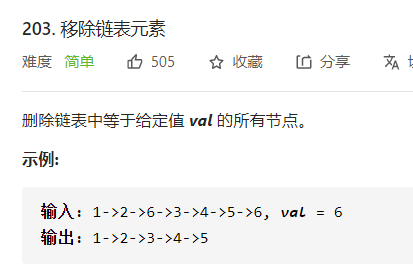 203. 移除链表元素
难度 简单 505 收藏 分享
删除链表中等于给定值 val 的所有节点。
示例:
输入: 1->2->6->3->4->5->6, val = 6
输出: 1->2->3->4->5